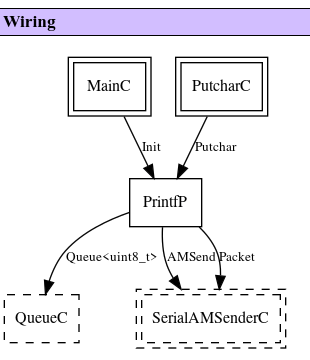 Wiring
MainC
PutcharC
Init
Putchar
PrintfP
Queue<uint8_t>
AMSend
Packet
QueueC
SerialAMSenderC